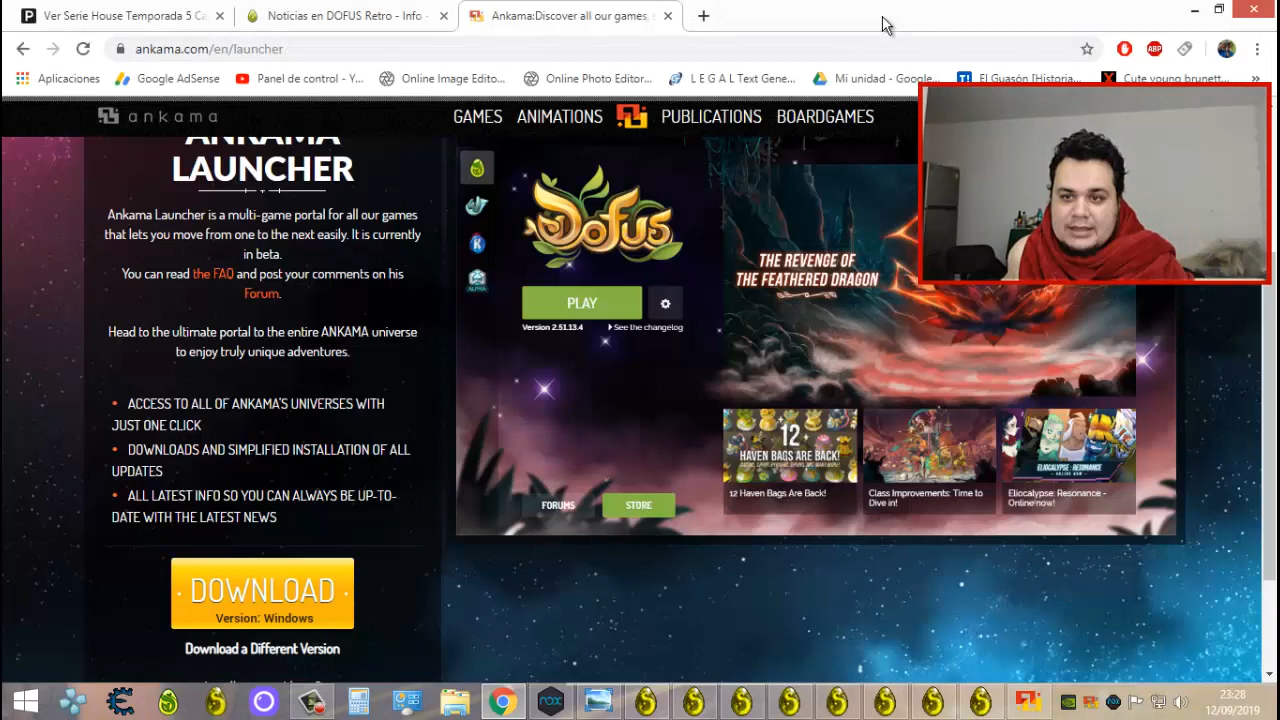 Ver Serie House Temporada 5 Ca
Noticias en DOFUS Retro - Info -
Ankama:Discover all our games,
ankama.com/en/launcher
ABP
Aplicaciones
Google AdSense
Panel de control - Y...
Online Image Edito...
Online Photo Editor...
L E G A L Text Gene...
Mi unidad - Google...
El Guasón [Historia...
Cute young brunett...
ankama
GAMES
ANIMATIONS
PUBLICATIONS
BOARDGAMES
ANKAMA
LAUNCHER
Ankama Launcher is a multi-game portal for all our games
that lets you move from one to the next easily. It is currently
in beta.
You can read the FAQ and post your comments on his
Forum.
Head to the ultimate portal to the entire ANKAMA universe
to enjoy truly unique adventures.
• ACCESS TO ALL OF ANKAMA'S UNIVERSES WITH
JUST ONE CLICK
• DOWNLOADS AND SIMPLIFIED INSTALLATION OF ALL
UPDATES
• ALL LATEST INFO SO YOU CAN ALWAYS BE UP-TO-
DATE WITH THE LATEST NEWS
DOWNLOAD
Version: Windows
Download a Different Version
DOFUS
PLAY
Version 2.51.13.4
See the changelog
ALPHA
THE REVENGE OF
THE FEATHERED DRAGON
FORUMS
STORE
12
HAVEN BAGS ARE BACK!
12 Haven Bags Are Back!
Class Improvements: Time to
Dive in!
ELIOCALYPSE: RESONANCE
Eliocalypse: Resonance -
Online now!
nox
23:28
12/09/2019